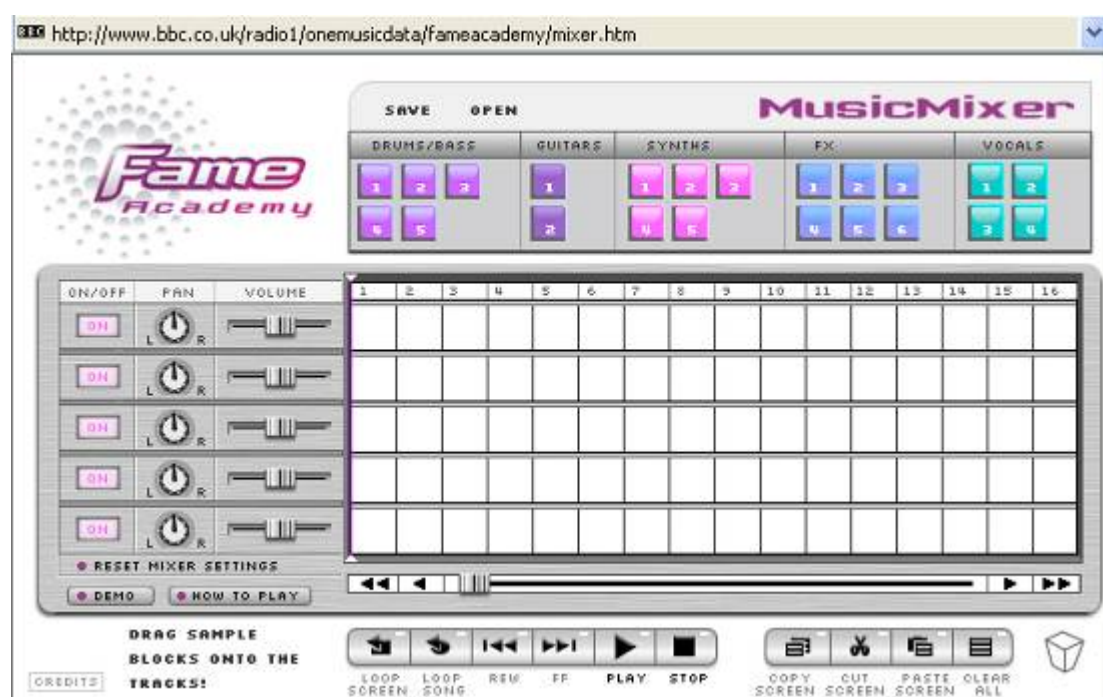 BBC http://www.bbc.co.uk/radio1/onemusicdata/fameacademy/mixer.htm
Fame
Academy
SAVE OPEN MusicMixer
DRUMS/BASS GUITARS SYNTHS FX VOCALS
1 2 3 1 1 2 3 1 2 3 1 2
4 5 2 4 5 4 5 6 3 4
ON/OFF PAN VOLUME 1 2 3 4 5 6 7 8 9 10 11 12 13 14 15 16
ON L R
ON L R
ON L R
ON L R
ON L R
RESET MIXER SETTINGS
DEMO HOW TO PLAY
DRAG SAMPLE
BLOCKS ONTO THE
TRACKS!
CREDITS
LOOP SCREEN LOOP SONG REW FF PLAY STOP COPY SCREEN CUT SCREEN PASTE SCREEN CLEAR ALL